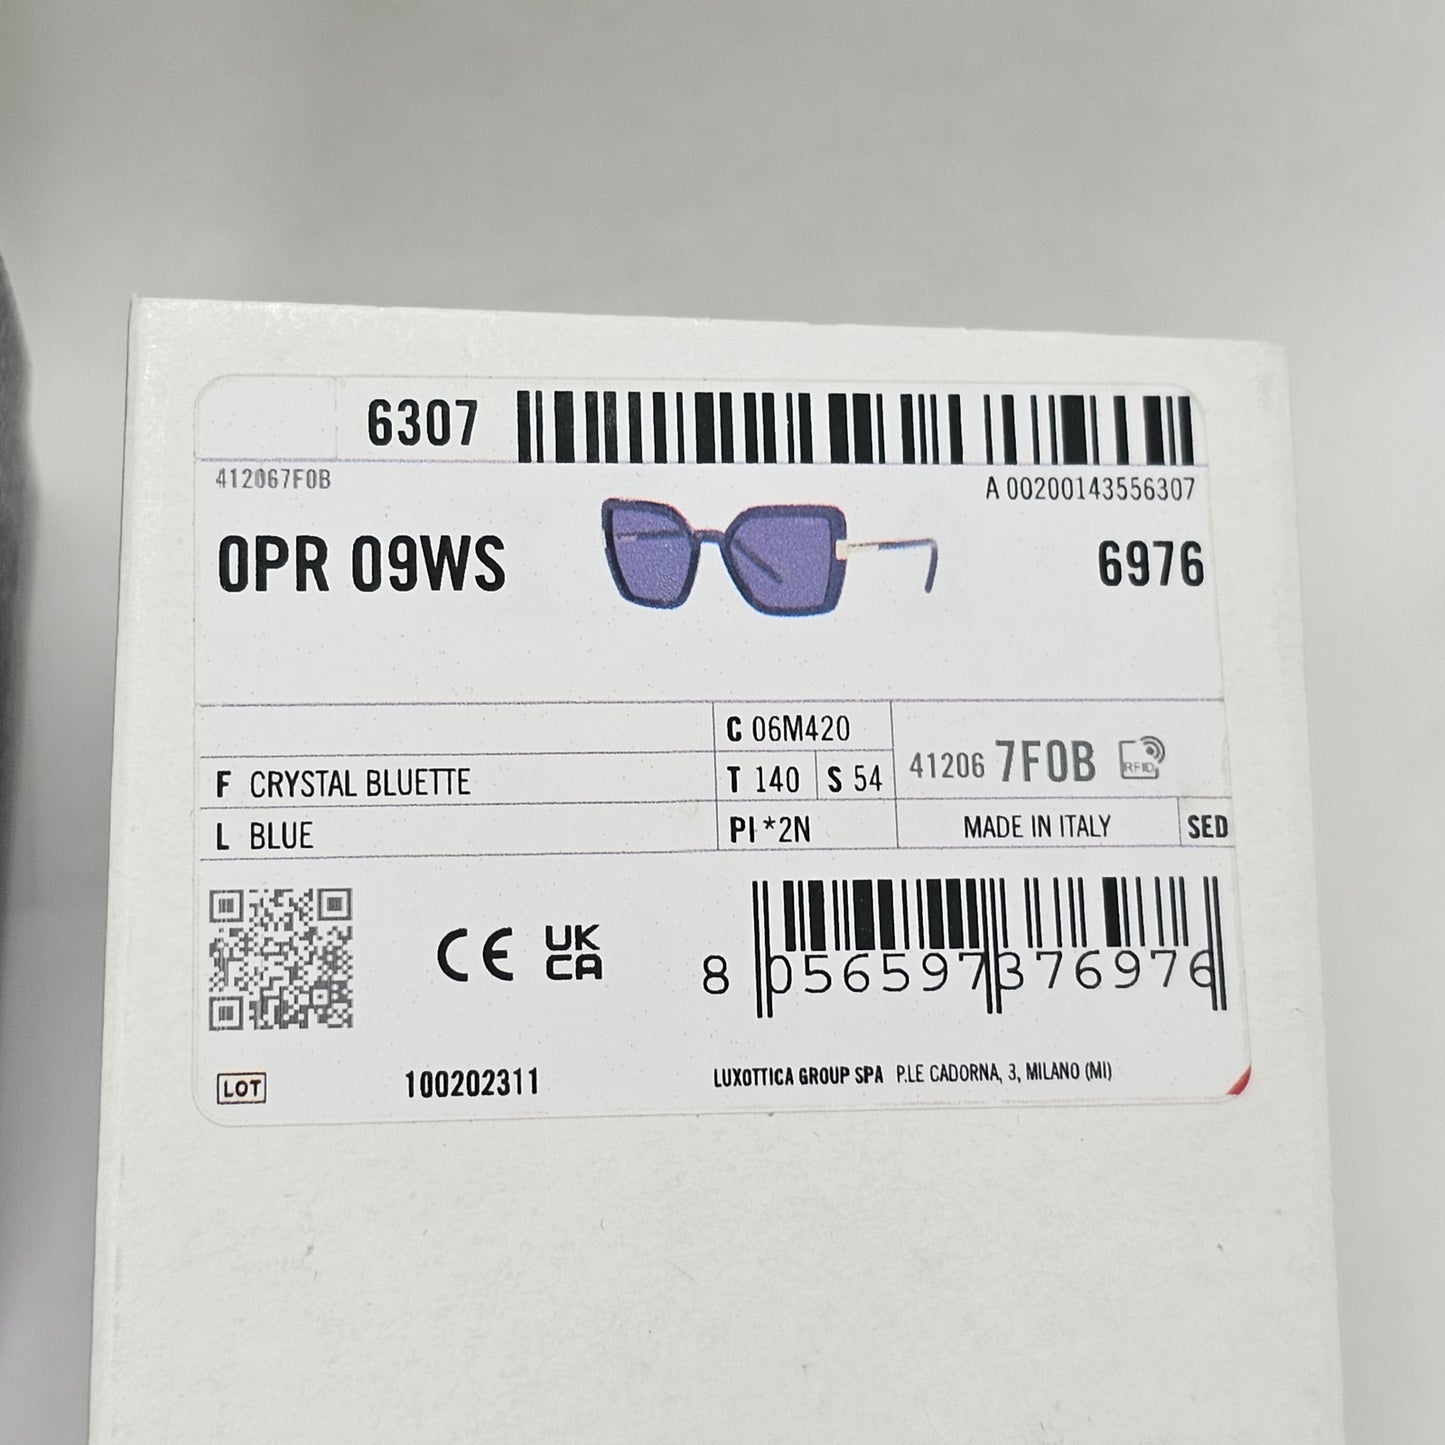 6307
412067F0B
A 00200143556307
0PR 09WS
6976
C 06M420
F CRYSTAL BLUETTE
T 140 S 54
41206 7F0B RFID
L BLUE
PI *2N
MADE IN ITALY
SED
CE UK CA
8 056597 376976
LOT
100202311
LUXOTTICA GROUP SPA P.LE CADORNA, 3, MILANO (MI)